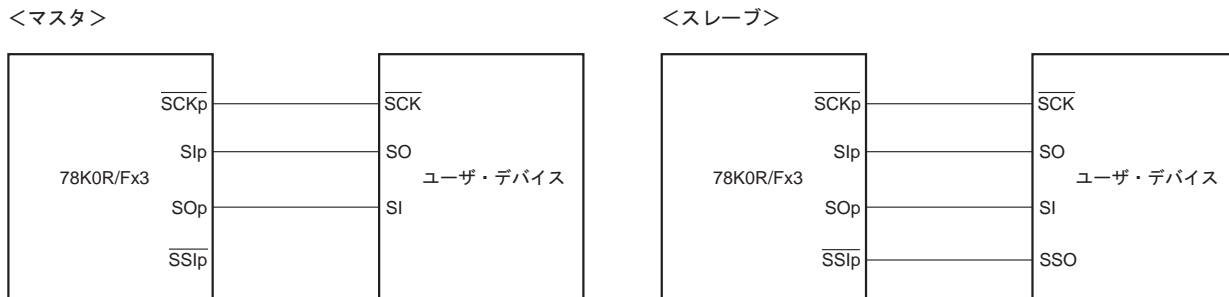 ＜マスタ＞
SCKp
SCK
SIp
SO
78K0R/Fx3
ユーザ・デバイス
SOp
SI
SSIp
＜スレーブ＞
SCKp
SCK
SIp
SO
78K0R/Fx3
ユーザ・デバイス
SOp
SI
SSIp
SSO